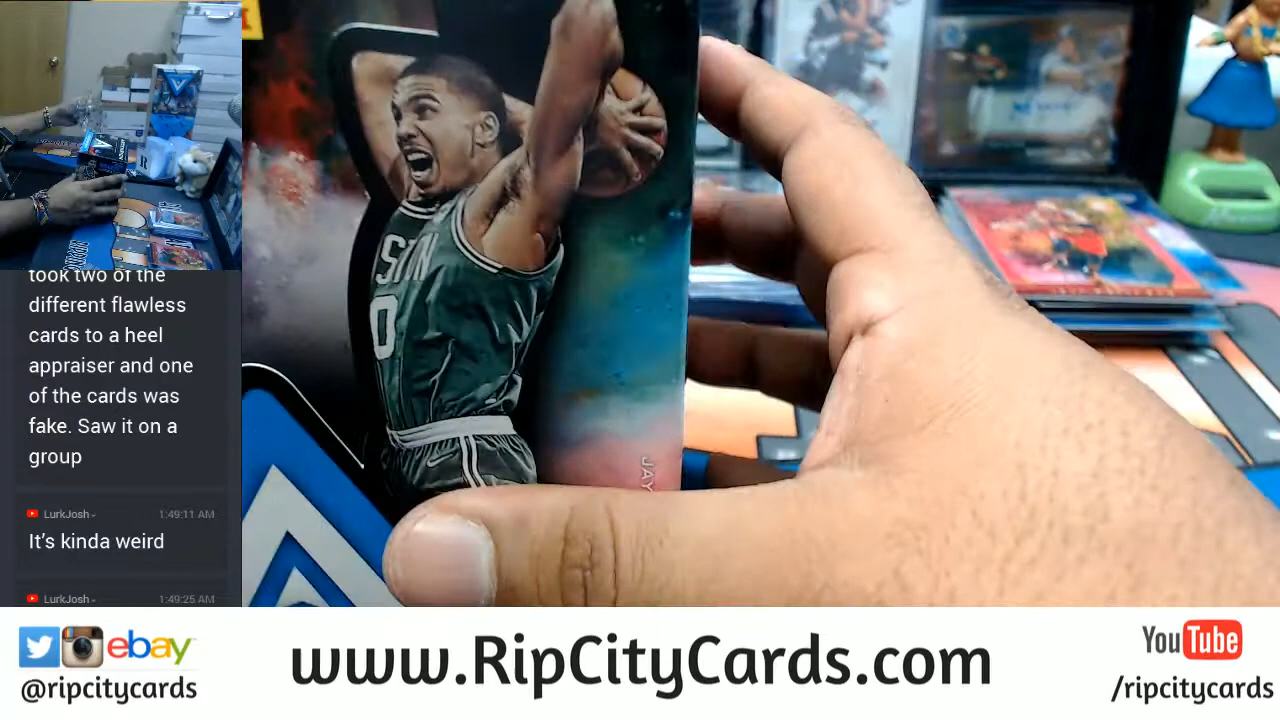 took two of the
different flawless
cards to a heel
appraiser and one
of the cards was
fake. Saw it on a
group
LurkJosh
1:49:11 AM
It's kinda weird
LurkJosh
1:49:25 AM
STON
0
JAY
ebay
@ripcitycards
www.RipCityCards.com
YouTube
/ripcitycards